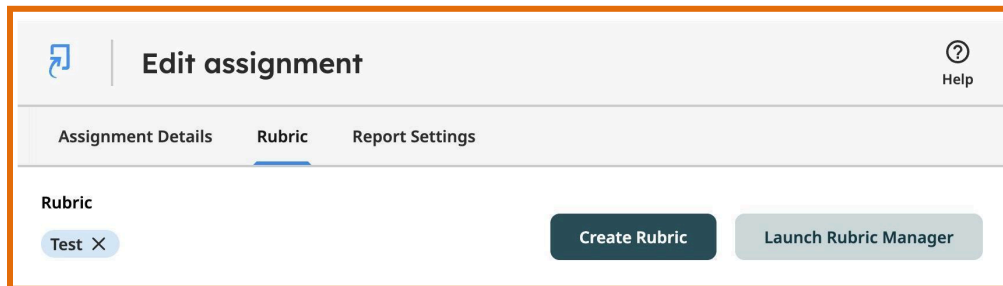 Edit assignment
Help
Assignment Details Rubric Report Settings
Rubric
Test
Create Rubric Launch Rubric Manager